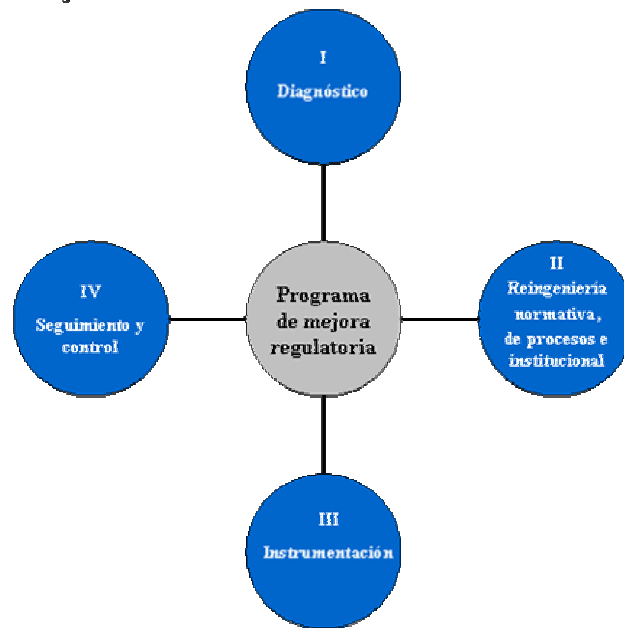 I
Diagnóstico
II
Reingeniería
normativa,
de procesos e
institucional
III
Instrumentación
IV
Seguimiento y
control
Programa
de mejora
regulatoria